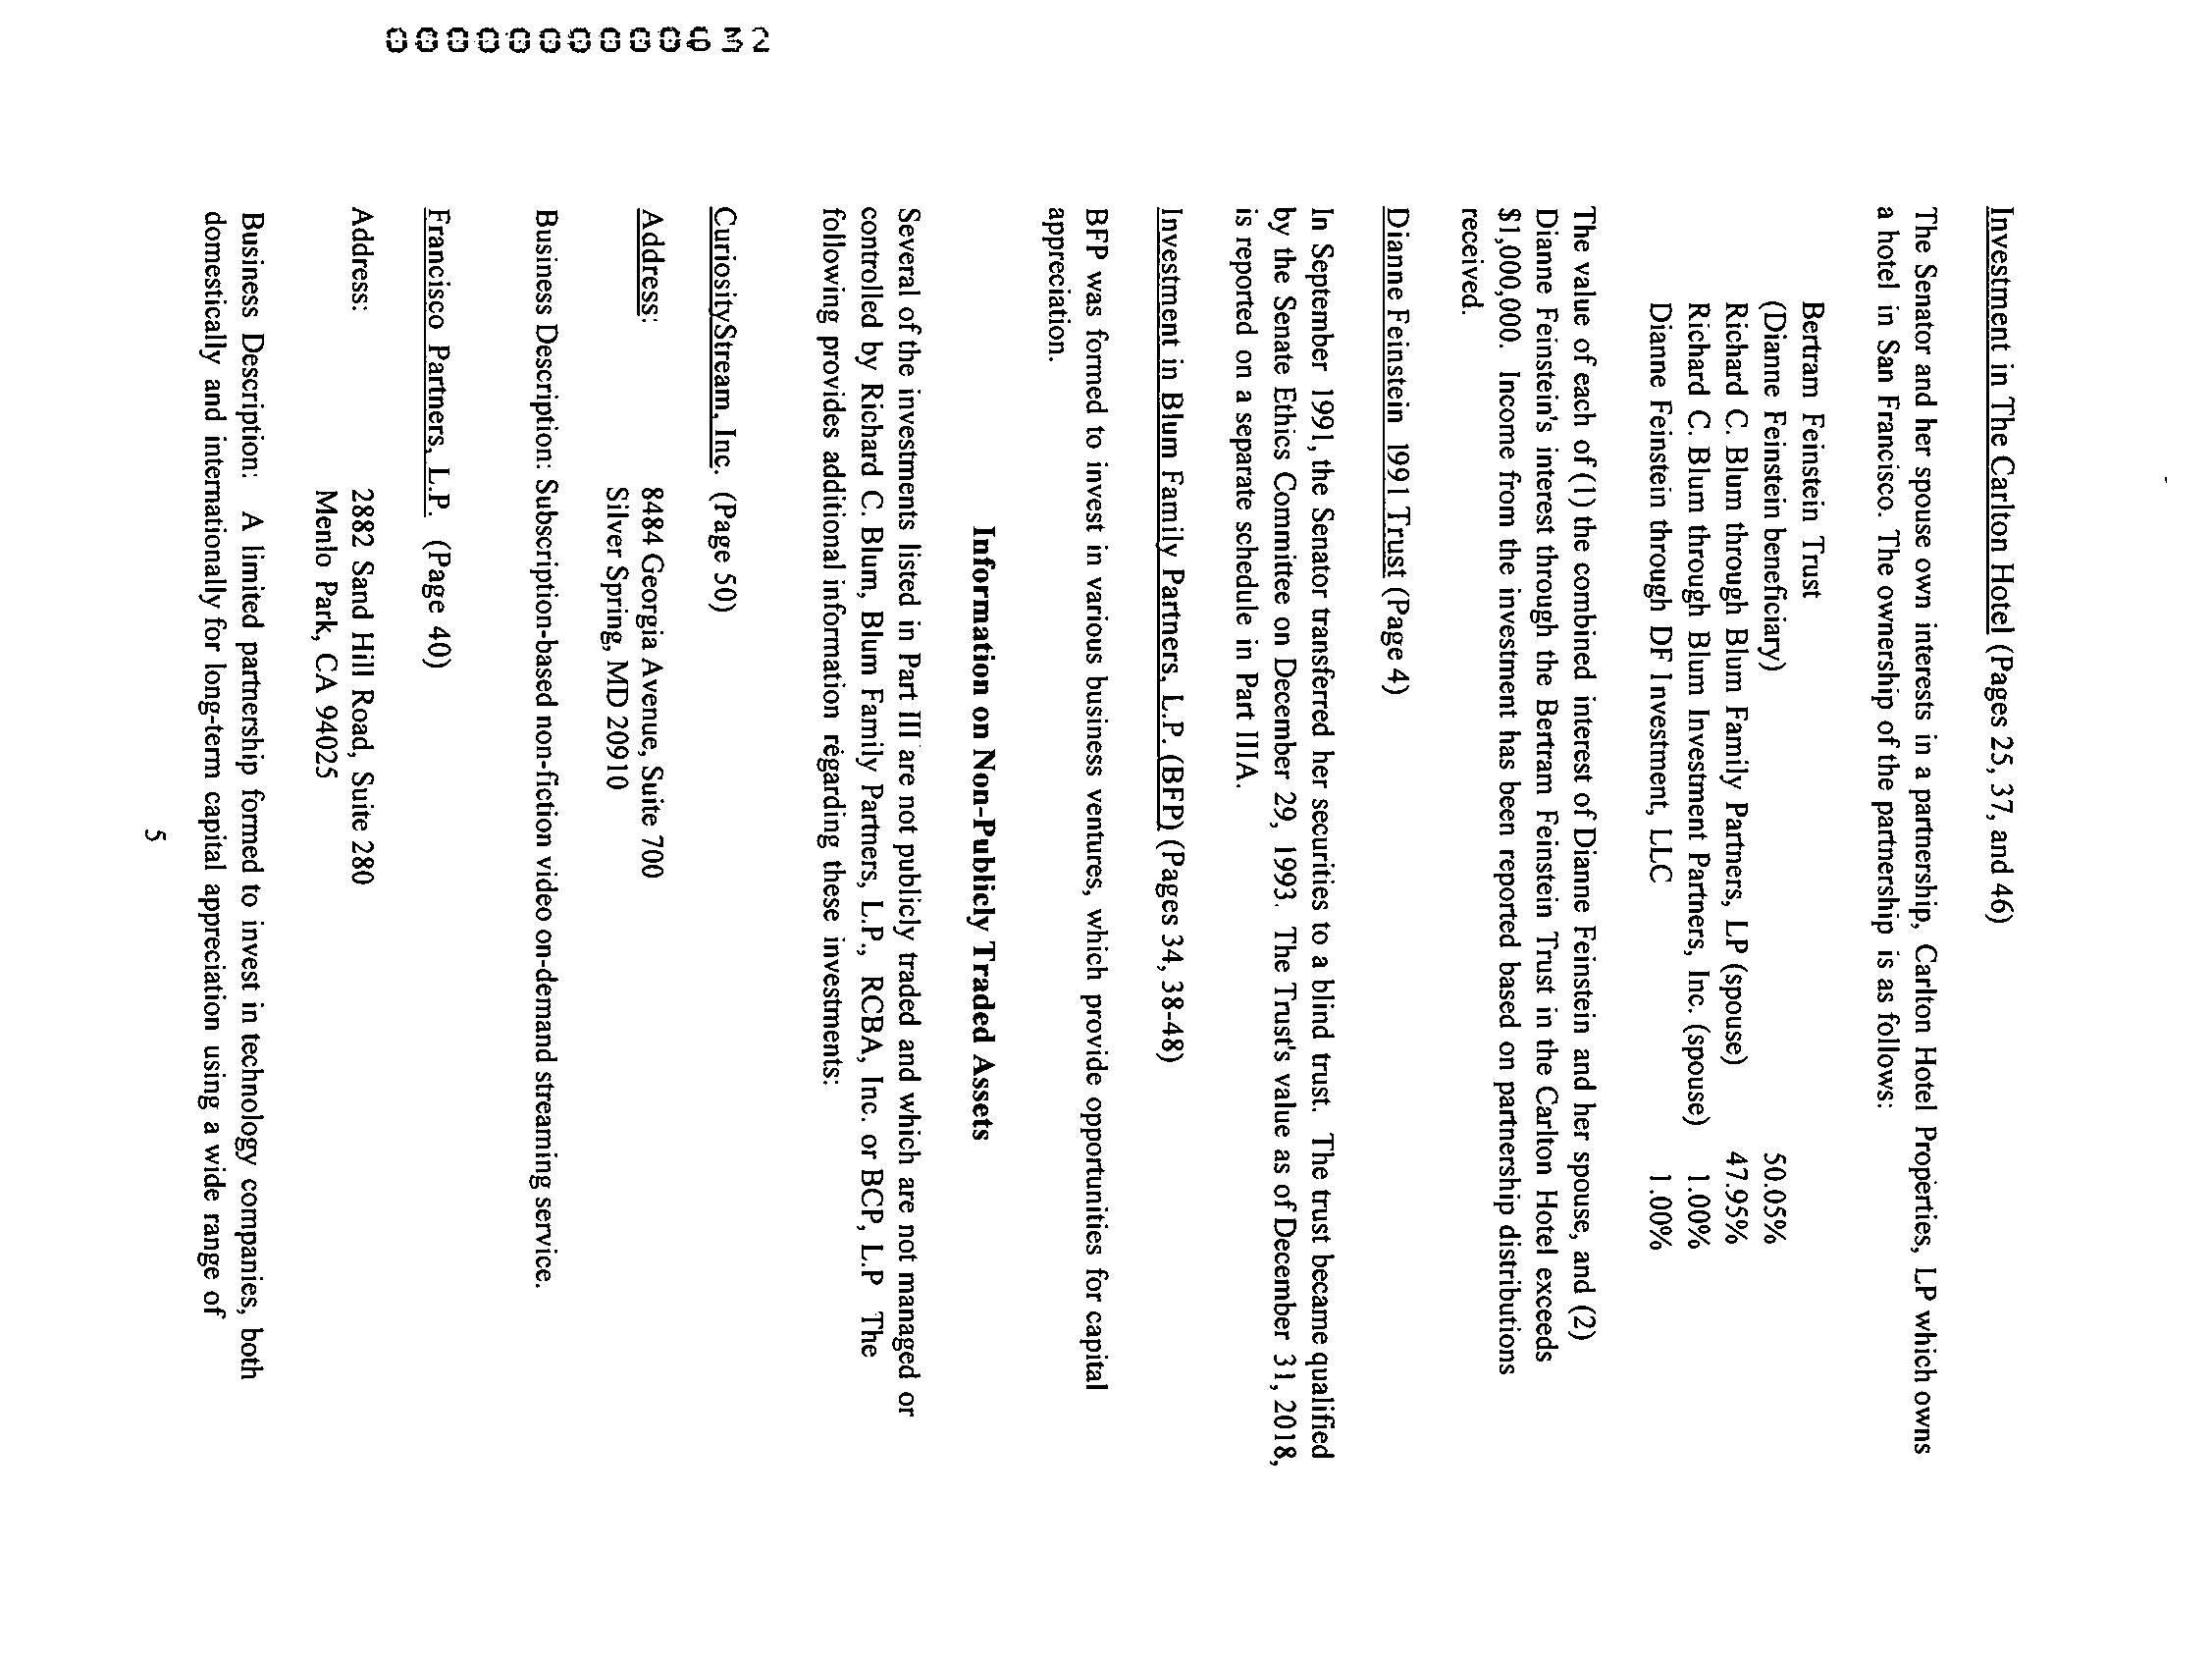 Investment in The Carlton Hotel (Pages 25, 37, and 46)
The Senator and her spouse own interests in a partnership, Carlton Hotel Properties, LP which owns
a hotel in San Francisco. The ownership of the partnership is as follows:
Bertram Feinstein Trust
(Dianne Feinstein beneficiary) 50.05%
Richard C. Blum through Blum Family Partners, LP (spouse) 47.95%
Richard C. Blum through Blum Investment Partners, Inc. (spouse) 1.00%
Dianne Feinstein through DF Investment, LLC 1.00%
The value of each of (1) the combined interest of Dianne Feinstein and her spouse, and (2)
Dianne Feinstein's interest through the Bertram Feinstein Trust in the Carlton Hotel exceeds
$1,000,000. Income from the investment has been reported based on partnership distributions
received.
Dianne Feinstein 1991 Trust (Page 4)
In September 1991, the Senator transferred her securities to a blind trust. The trust became qualified
by the Senate Ethics Committee on December 29, 1993. The Trust's value as of December 31, 2018,
is reported on a separate schedule in Part IIIA.
Investment in Blum Family Partners, L.P. (BFP) (Pages 34, 38-48)
BFP was formed to invest in various business ventures, which provide opportunities for capital
appreciation.
Information on Non-Publicly Traded Assets
Several of the investments listed in Part III are not publicly traded and which are not managed or
controlled by Richard C. Blum, Blum Family Partners, L.P., RCBA, Inc. or BCP, L.P The
following provides additional information regarding these investments:
CuriosityStream, Inc. (Page 50)
Address: 8484 Georgia Avenue, Suite 700
Silver Spring, MD 20910
Business Description: Subscription-based non-fiction video on-demand streaming service.
Francisco Partners, L.P. (Page 40)
Address: 2882 Sand Hill Road, Suite 280
Menlo Park, CA 94025
Business Description: A limited partnership formed to invest in technology companies, both
domestically and internationally for long-term capital appreciation using a wide range of
5